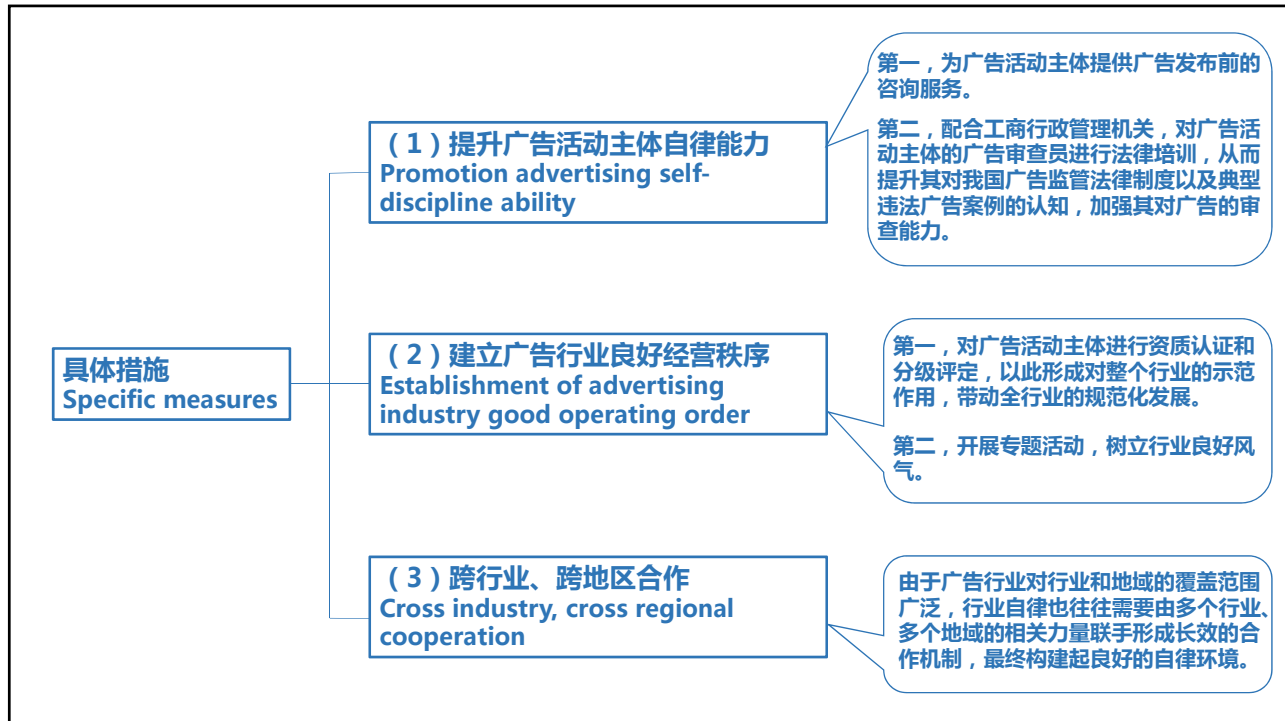 具体措施
Specific measures
（1）提升广告活动主体自律能力
Promotion advertising self-
discipline ability
第一，为广告活动主体提供广告发布前的
咨询服务。
第二，配合工商行政管理机关，对广告活
动主体的广告审查员进行法律培训，从而
提升其对我国广告监管法律制度以及典型
违法广告案例的认知，加强其对广告的审
查能力。
（2）建立广告行业良好经营秩序
Establishment of advertising
industry good operating order
第一，对广告活动主体进行资质认证和
分级评定，以此形成对整个行业的示范
作用，带动全行业的规范化发展。
第二，开展专题活动，树立行业良好风
气。
（3）跨行业、跨地区合作
Cross industry, cross regional
cooperation
由于广告行业对行业和地域的覆盖范围
广泛，行业自律也往往需要由多个行业、
多个地域的相关力量联手形成长效的合
作机制，最终构建起良好的自律环境。